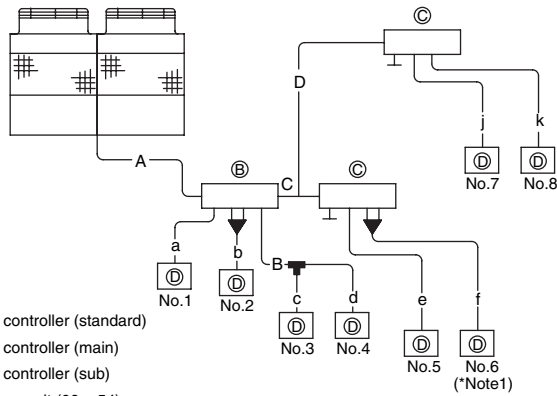 Ⓒ
D
j
k
A
Ⓑ
C
Ⓒ
Ⓓ
Ⓓ
No.7
No.8
a
b
B
Ⓓ
Ⓓ
c
d
e
f
No.1
No.2
Ⓓ
Ⓓ
Ⓓ
Ⓓ
No.3
No.4
No.5
No.6
(*Note1)
controller (standard)
controller (main)
controller (sub)